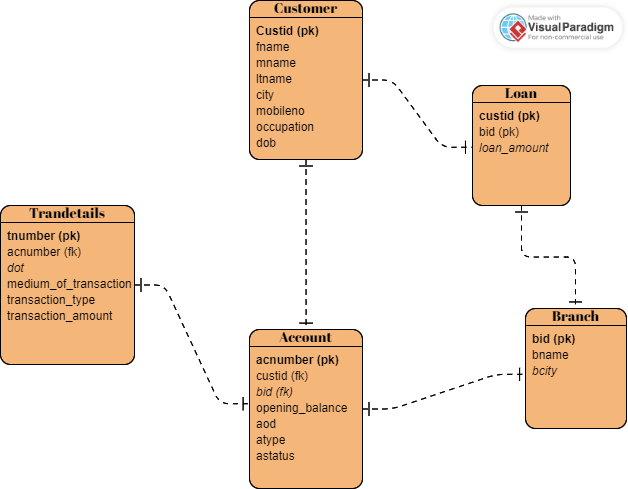 Customer
Custid (pk)
fname
mname
ltname
city
mobileno
occupation
dob
Made with
VisualParadigm
For non-commercial use
Loan
custid (pk)
bid (pk)
loan_amount
Trandetails
tnumber (pk)
acnumber (fk)
dot
medium_of_transaction
transaction_type
transaction_amount
Account
acnumber (pk)
custid (fk)
bid (fk)
opening_balance
aod
atype
astatus
Branch
bid (pk)
bname
bcity